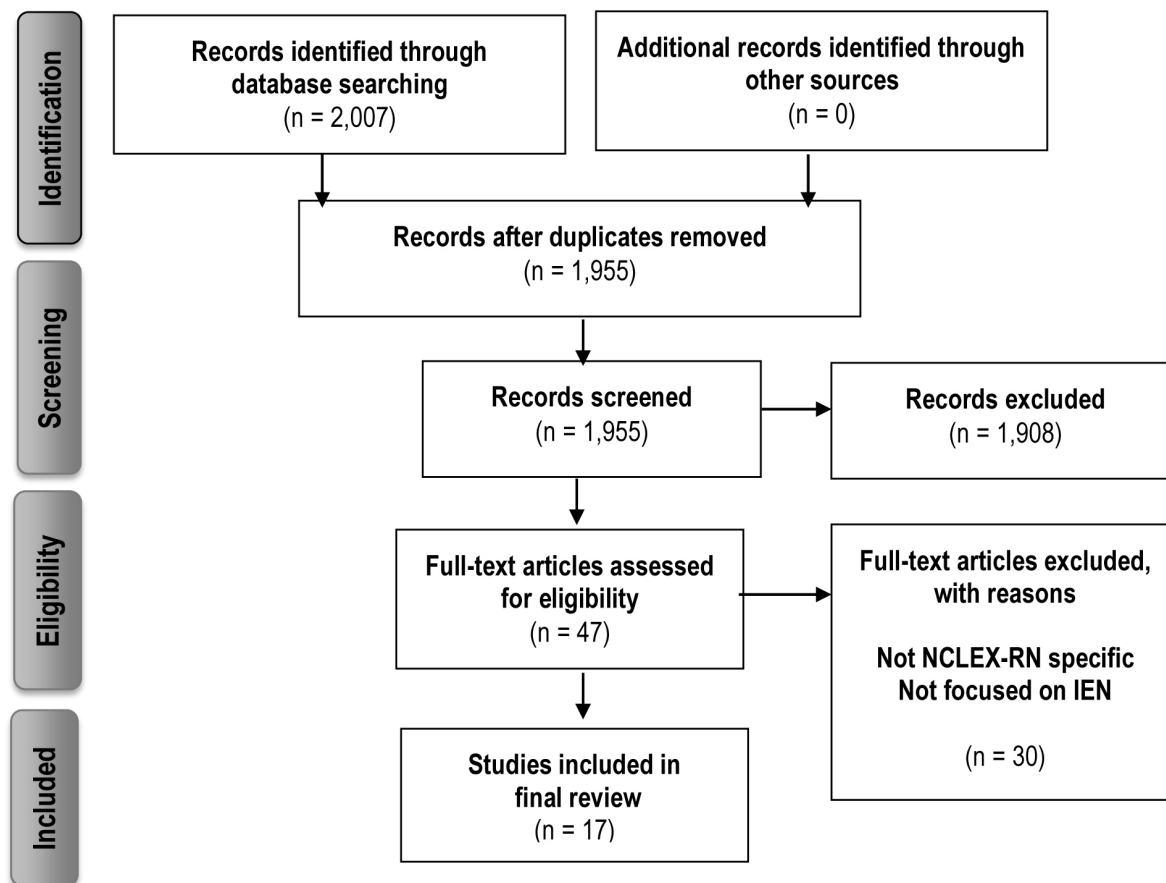 Identification
Records identified through
database searching
(n = 2,007)
Additional records identified through
other sources
(n = 0)
Records after duplicates removed
(n = 1,955)
Screening
Records screened
(n = 1,955)
Records excluded
(n = 1,908)
Eligibility
Full-text articles assessed
for eligibility
(n = 47)
Full-text articles excluded,
with reasons
Not NCLEX-RN specific
Not focused on IEN
(n = 30)
Included
Studies included in
final review
(n = 17)